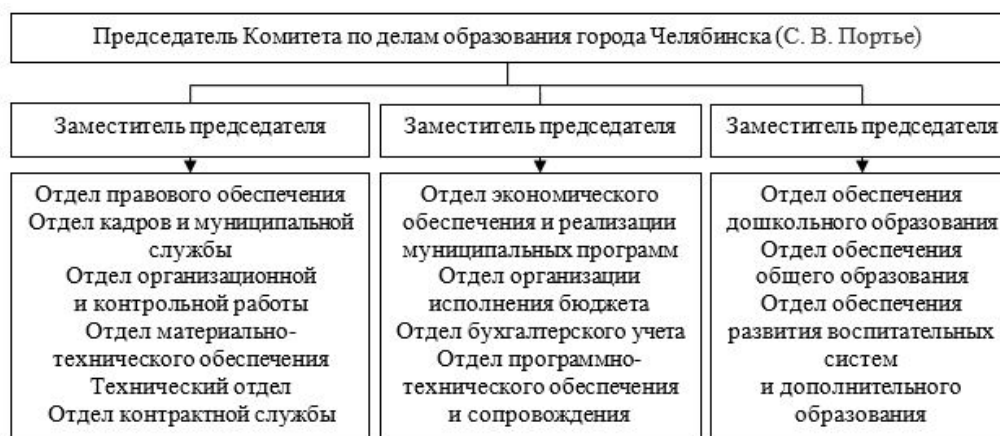 Председатель Комитета по делам образования города Челябинска (С. В. Портье)
Заместитель председателя
Заместитель председателя
Заместитель председателя
Отдел правового обеспечения
Отдел кадров и муниципальной
службы
Отдел организационной
и контрольной работы
Отдел материально-
технического обеспечения
Технический отдел
Отдел контрактной службы
Отдел экономического
обеспечения и реализации
муниципальных программ
Отдел организации
исполнения бюджета
Отдел бухгалтерского учета
Отдел программно-
технического обеспечения
и сопровождения
Отдел обеспечения
дошкольного образования
Отдел обеспечения
общего образования
Отдел обеспечения
развития воспитательных
систем
и дополнительного
образования